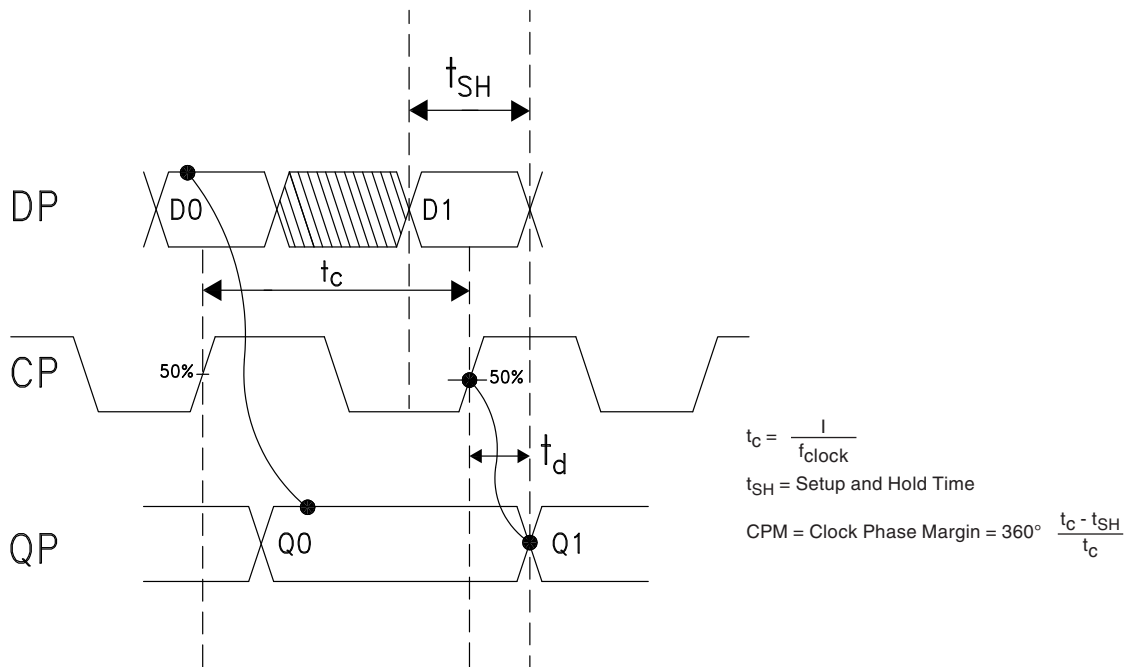 tSH
DP
D0
D1
tc
CP
50%
50%
td
QP
Q0
Q1
tc = I / fclock
tSH = Setup and Hold Time
CPM = Clock Phase Margin = 360° tc - tSH / tc